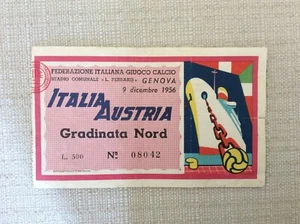 FEDERAZIONE ITALIANA GIUOCO CALCIO
STADIO COMUNALE «L. FERRARIS» GENOVA
9 dicembre 1956
ITALIA
AUSTRIA
Gradinata Nord
L. 500 Nº 08042